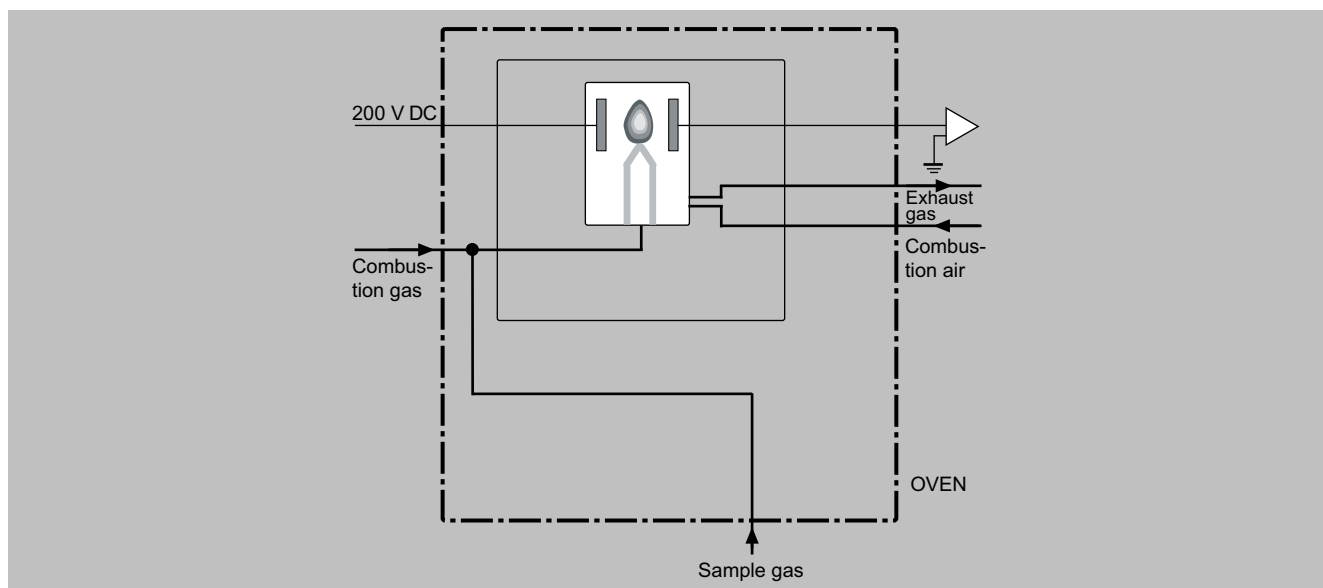 200 V DC
Exhaust
gas
Combus-
tion air
Combus-
tion gas
OVEN
Sample gas